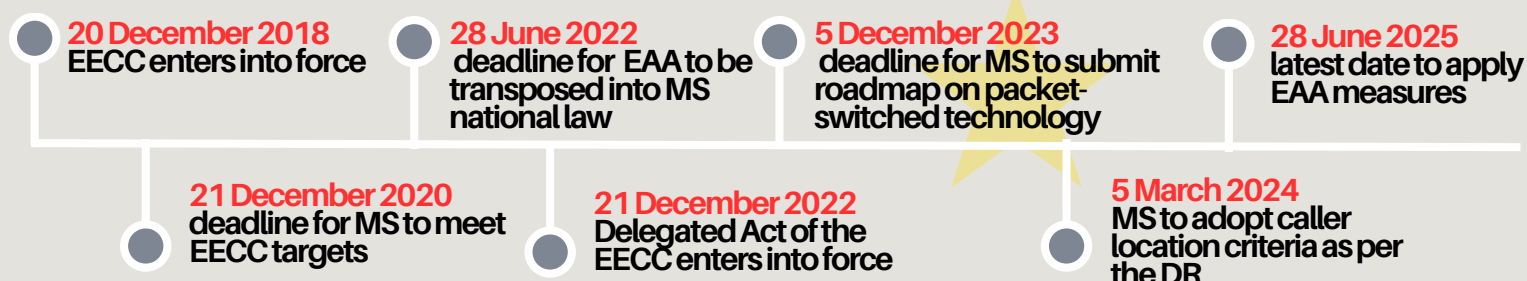 20 December 2018
EECC enters into force
21 December 2020
deadline for MS to meet
EECC targets
28 June 2022
deadline for EAA to be
transposed into MS
national law
21 December 2022
Delegated Act of the
EECC enters into force
5 December 2023
deadline for MS to submit
roadmap on packet-
switched technology
5 March 2024
MS to adopt caller
location criteria as per
the DR
28 June 2025
latest date to apply
EAA measures